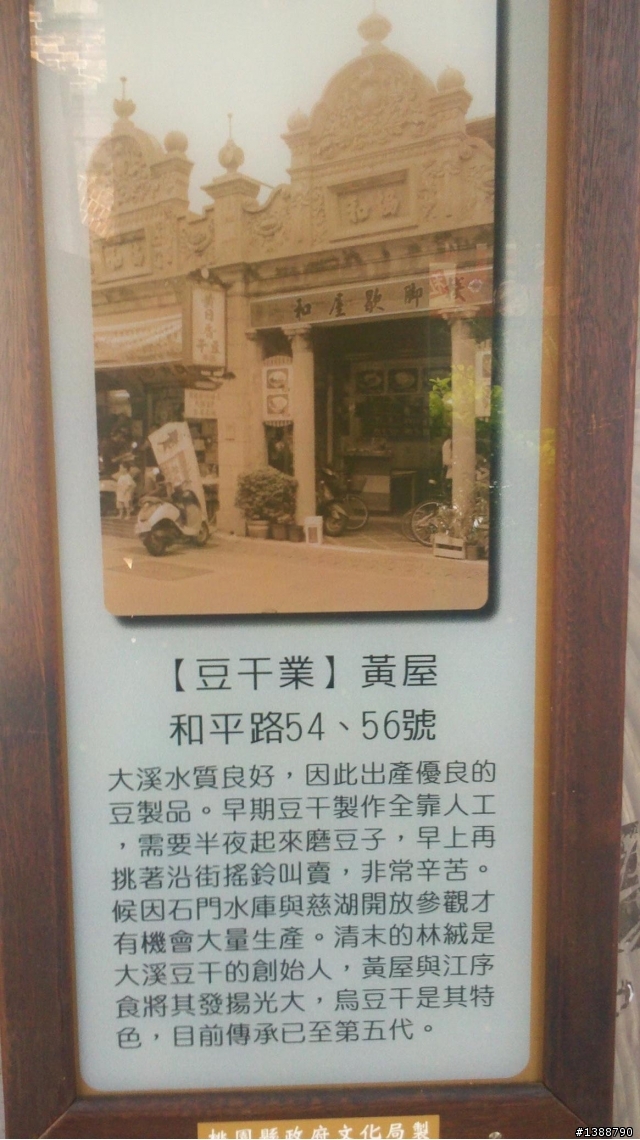 和屋歇脚棧
【豆干業】黃屋
和平路54、56號
大溪水質良好，因此出產優良的
豆製品。早期豆干製作全靠人工
，需要半夜起來磨豆子，早上再
挑著沿街搖鈴叫賣，非常辛苦。
候因石門水庫與慈湖開放參觀才
有機會大量生產。清末的林絨是
大溪豆干的創始人，黃屋與江序
食將其發揚光大，烏豆干是其特
色，目前傳承已至第五代。
桃園縣政府文化局製
#1388790